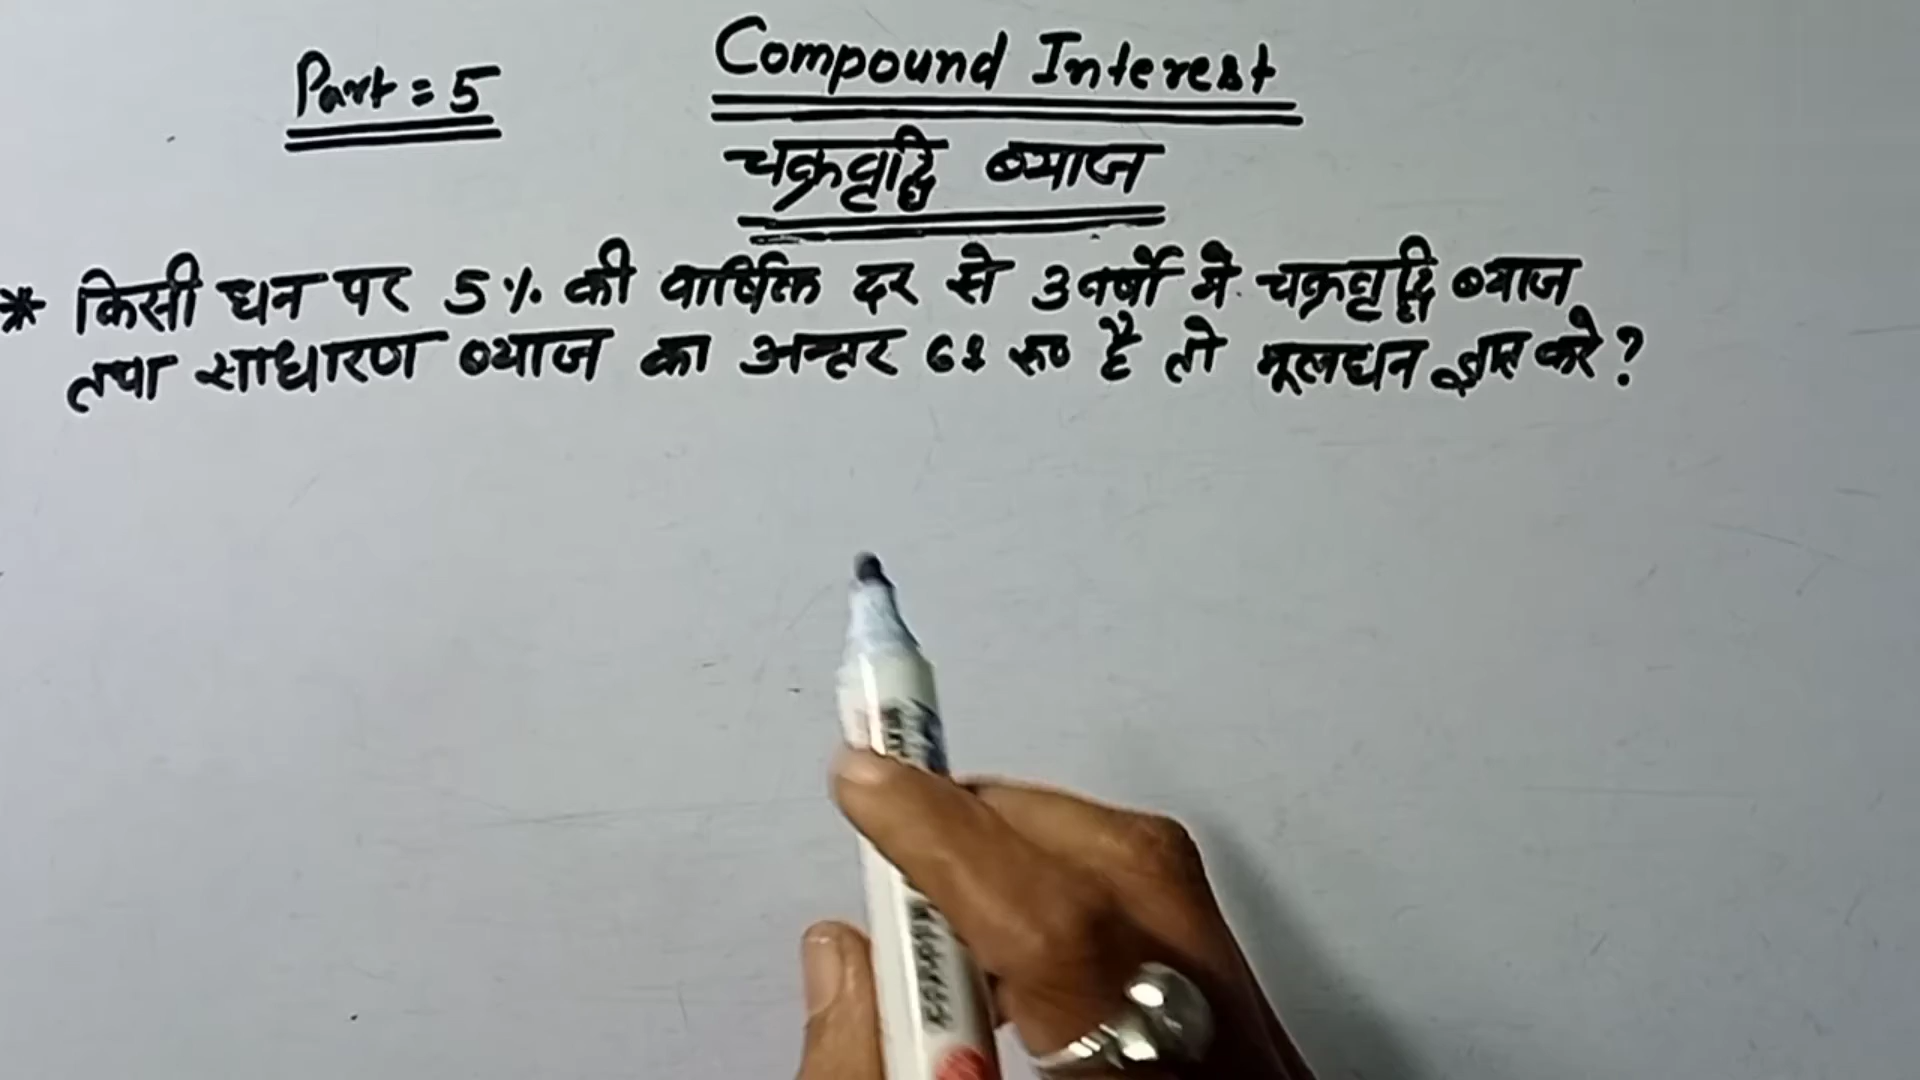 Part = 5
Compound Interest
चक्रवृद्धि ब्याज
* किसी धन पर 5% की वार्षिक दर से 3 वर्षो मे चक्रवृद्धि ब्याज
तथा साधारण ब्याज का अन्तर 61 रू० है तो मूलधन ज्ञात करे?